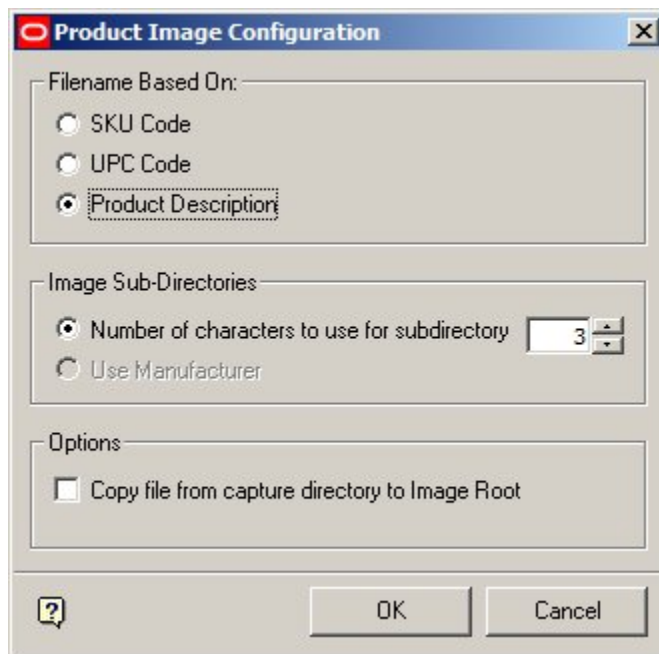 Product Image Configuration
Filename Based On:
SKU Code
UPC Code
Product Description
Image Sub-Directories
Number of characters to use for subdirectory 3
Use Manufacturer
Options
Copy file from capture directory to Image Root
? OK Cancel